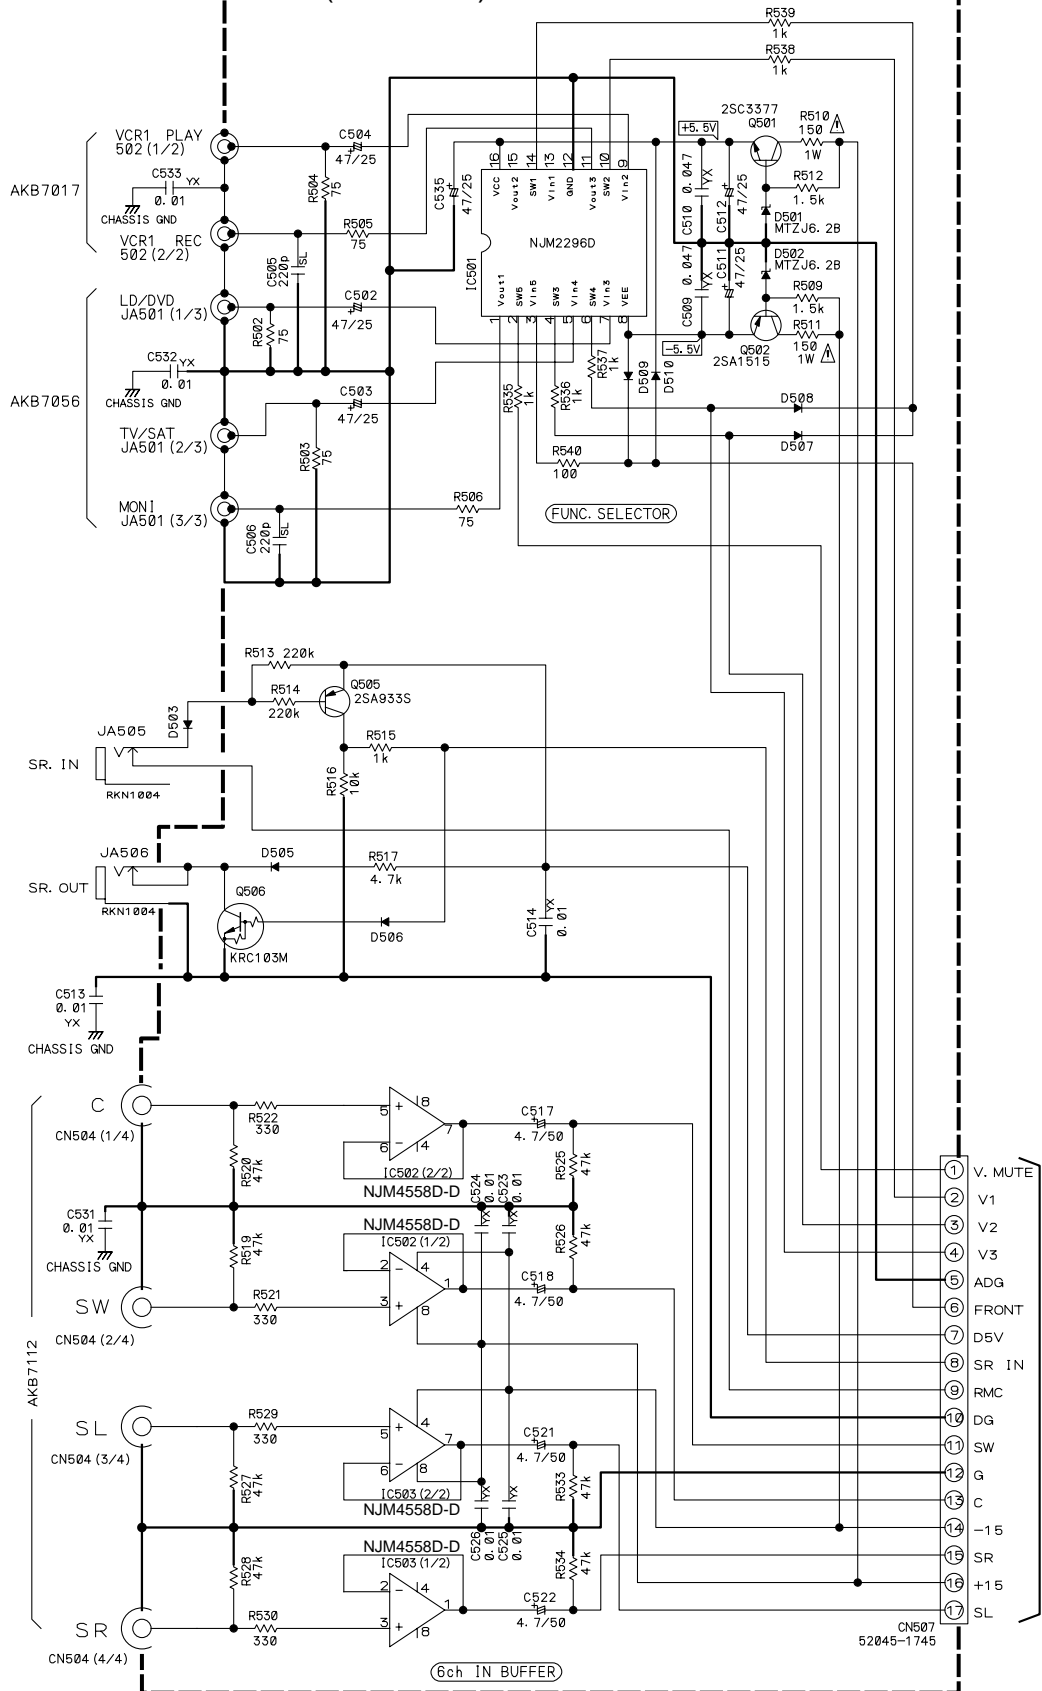 R539
1k
R538
1k
2SC3377
Q501
R510
150
1W
+5.5V
VCR1 PLAY
502 (1/2)
C504
47/25
R504
75
AKB7017
C533
YX
0.01
CHASSIS GND
VCR1 REC
502 (2/2)
R505
75
C505
220p
SL
C535
47/25
16 15 14 13 12 11 10 9
VCC
Vout2
SW1
Vin1
GND
Vout3
SW2
Vin2
NJM2296D
IC501
Vout1
SW5
Vin5
SW3
Vin4
SW4
Vin3
VEE
1 2 3 4 5 6 7 8
C510 0.047
YX
C512
47/25
R512
1.5k
D501
MTZJ6.2B
D502
MTZJ6.2B
C509 0.047
YX
C511
47/25
R509
1.5k
R511
150
1W
-5.5V
Q502
2SA1515
LD/DVD
JA501 (1/3)
R502
75
C502
47/25
C532
YX
0.01
CHASSIS GND
AKB7056
C503
47/25
TV/SAT
JA501 (2/3)
R503
75
R535
1k
R536
1k
R537
1k
D509
D510
D508
D507
R540
100
MONI
JA501 (3/3)
C506
220p
SL
R506
75
FUNC. SELECTOR
R513 220k
R514
220k
Q505
2SA933S
D503
JA505
SR. IN
RKN1004
R515
1k
R516
10k
JA506
SR. OUT
RKN1004
D505
R517
4.7k
Q506
KRC103M
D506
C514
YX
0.01
C513
0.01
YX
CHASSIS GND
C
CN504 (1/4)
R522
330
R520
47k
5
+
8
7
6
−
4
IC502 (2/2)
NJM4558D-D
C517
4.7/50
R525
47k
C524
YX
0.01
C523
YX
0.01
C531
0.01
YX
CHASSIS GND
R519
47k
NJM4558D-D
IC502 (1/2)
2
−
4
1
3
+
8
R526
47k
C518
4.7/50
SW
CN504 (2/4)
R521
330
AKB7112
SL
CN504 (3/4)
R529
330
R527
47k
5
+
4
7
6
−
8
IC503 (2/2)
NJM4558D-D
C521
4.7/50
R533
47k
C526
YX
0.01
C525
YX
0.01
R528
47k
NJM4558D-D
IC503 (1/2)
2
−
4
1
3
+
8
R534
47k
C522
4.7/50
SR
CN504 (4/4)
R530
330
6ch IN BUFFER
1 V. MUTE
2 V1
3 V2
4 V3
5 ADG
6 FRONT
7 D5V
8 SR IN
9 RMC
10 DG
11 SW
12 G
13 C
14 -15
15 SR
16 +15
17 SL
CN507
52045-1745